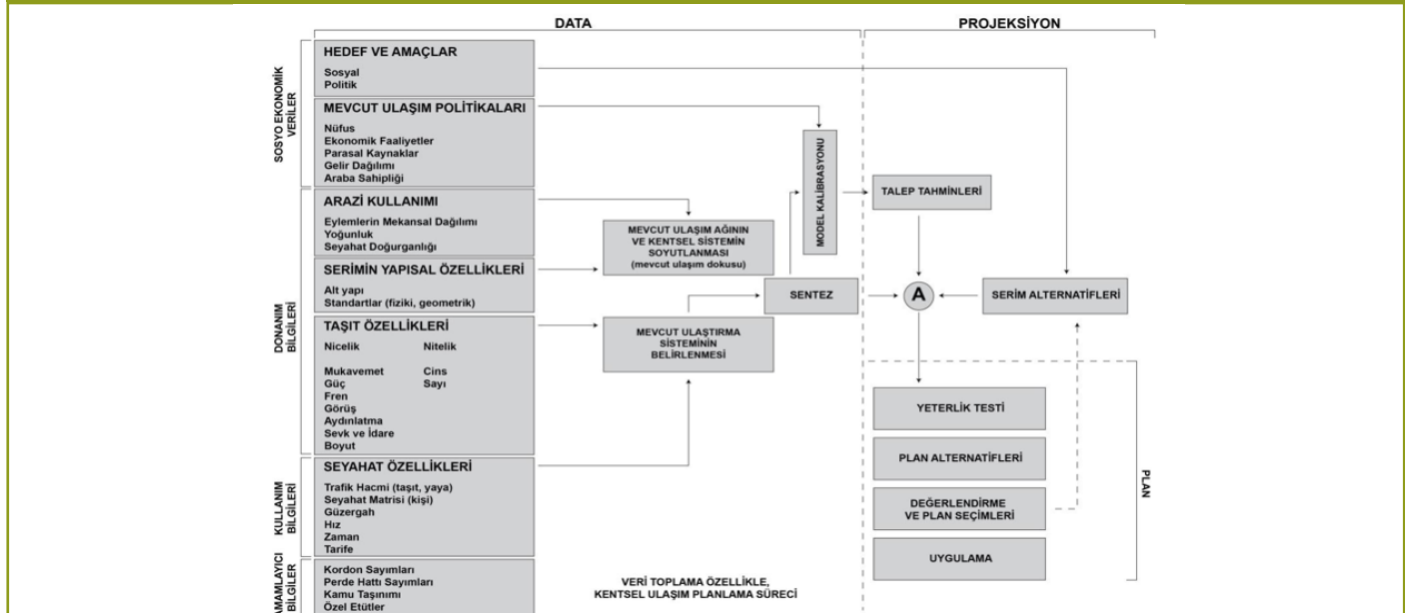 DATA
PROJEKSİYON
SOSYO EKONOMİK
VERİLER
HEDEF VE AMAÇLAR
Sosyal
Politik
MEVCUT ULAŞIM POLİTİKALARI
Nüfus
Ekonomik Faaliyetler
Parasal Kaynaklar
Gelir Dağılımı
Araba Sahipliği
DONANIM
BİLGİLERİ
ARAZİ KULLANIMI
Eylemlerin Mekansal Dağılımı
Yoğunluk
Seyahat Doğurganlığı
SERİMİN YAPISAL ÖZELLİKLERİ
Alt yapı
Standartlar (fiziki, geometrik)
TAŞIT ÖZELLİKLERİ
Nicelik Nitelik
Mukavemet Cins
Güç Sayı
Fren
Görüş
Aydınlatma
Sevk ve İdare
Boyut
KULLANIM
BİLGİLERİ
SEYAHAT ÖZELLİKLERİ
Trafik Hacmi (taşıt, yaya)
Seyahat Matrisi (kişi)
Güzergah
Hız
Zaman
Tarife
AMAMLAYICI
BİLGİLER
Kordon Sayımları
Perde Hattı Sayımları
Kamu Taşınımı
Özel Etütler
MEVCUT ULAŞIM AĞININ
VE KENTSEL SİSTEMİN
SOYUTLANMASI
(mevcut ulaşım dokusu)
MEVCUT ULAŞTIRMA
SİSTEMİNİN
BELİRLENMESİ
SENTEZ
MODEL KALİBRASYONU
TALEP TAHMİNLERİ
A
SERİM ALTERNATİFLERİ
YETERLİK TESTİ
PLAN ALTERNATİFLERİ
DEĞERLENDİRME
VE PLAN SEÇİMLERİ
UYGULAMA
PLAN
VERİ TOPLAMA ÖZELLİKLE,
KENTSEL ULAŞIM PLANLAMA SÜRECİ